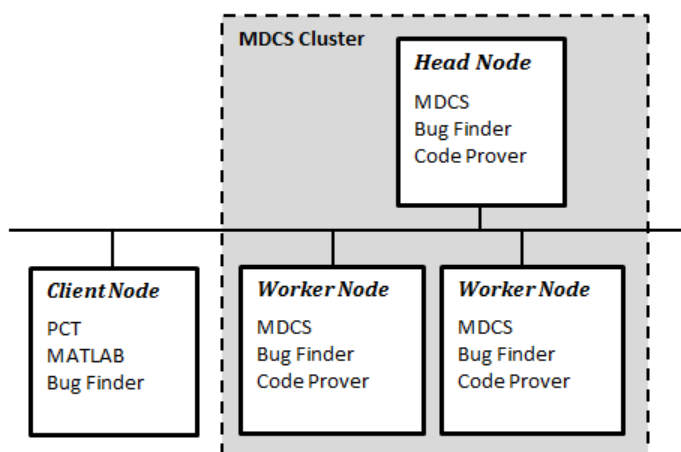 MDCS Cluster
Head Node
MDCS
Bug Finder
Code Prover
Client Node
PCT
MATLAB
Bug Finder
Worker Node
MDCS
Bug Finder
Code Prover
Worker Node
MDCS
Bug Finder
Code Prover